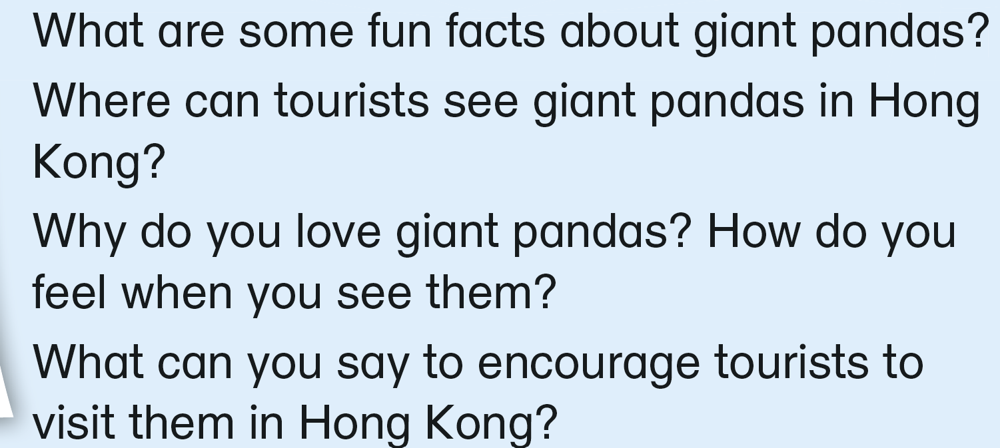 What are some fun facts about giant pandas?
Where can tourists see giant pandas in Hong
Kong?
Why do you love giant pandas? How do you
feel when you see them?
What can you say to encourage tourists to
visit them in Hong Kong?